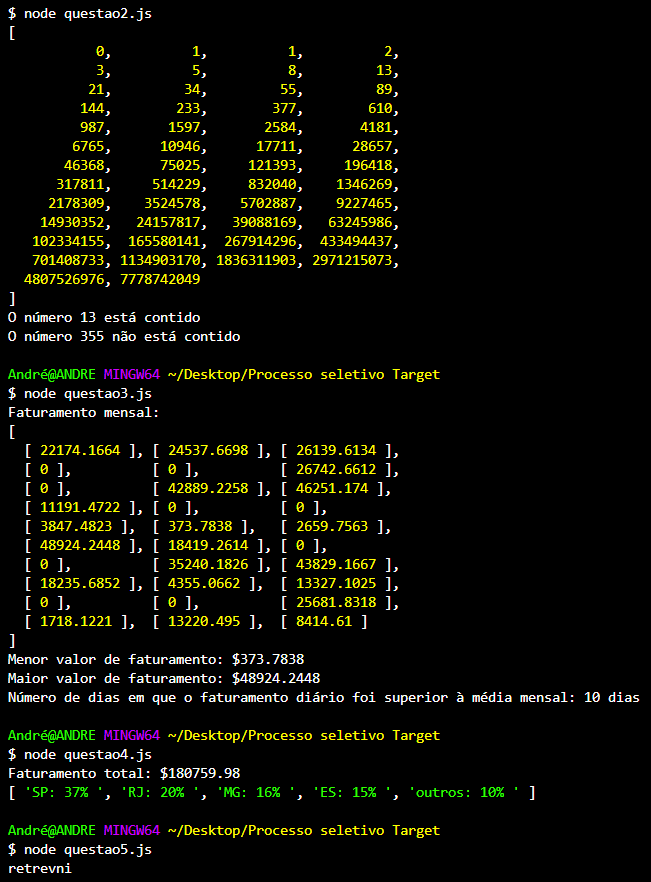 $ node questao2.js
[
           0,          1,          1,          2,
           3,          5,          8,         13,
          21,         34,         55,         89,
         144,        233,        377,        610,
         987,       1597,       2584,       4181,
        6765,      10946,      17711,      28657,
       46368,      75025,     121393,     196418,
      317811,     514229,     832040,    1346269,
     2178309,    3524578,    5702887,    9227465,
    14930352,   24157817,   39088169,   63245986,
   102334155,  165580141,  267914296,  433494437,
   701408733, 1134903170, 1836311903, 2971215073,
  4807526976, 7778742049
]
O número 13 está contido
O número 355 não está contido

André@ANDRE MINGW64 ~/Desktop/Processo seletivo Target
$ node questao3.js
Faturamento mensal:
[
  [ 22174.1664 ], [ 24537.6698 ], [ 26139.6134 ],
  [ 0 ],          [ 0 ],          [ 26742.6612 ],
  [ 0 ],          [ 42889.2258 ], [ 46251.174 ],
  [ 11191.4722 ], [ 0 ],          [ 0 ],
  [ 3847.4823 ],  [ 373.7838 ],   [ 2659.7563 ],
  [ 48924.2448 ], [ 18419.2614 ], [ 0 ],
  [ 0 ],          [ 35240.1826 ], [ 43829.1667 ],
  [ 18235.6852 ], [ 4355.0662 ],  [ 13327.1025 ],
  [ 0 ],          [ 0 ],          [ 25681.8318 ],
  [ 1718.1221 ],  [ 13220.495 ],  [ 8414.61 ]
]
Menor valor de faturamento: $373.7838
Maior valor de faturamento: $48924.2448
Número de dias em que o faturamento diário foi superior à média mensal: 10 dias

André@ANDRE MINGW64 ~/Desktop/Processo seletivo Target
$ node questao4.js
Faturamento total: $180759.98
[ 'SP: 37% ', 'RJ: 20% ', 'MG: 16% ', 'ES: 15% ', 'outros: 10% ' ]

André@ANDRE MINGW64 ~/Desktop/Processo seletivo Target
$ node questao5.js
retrevni